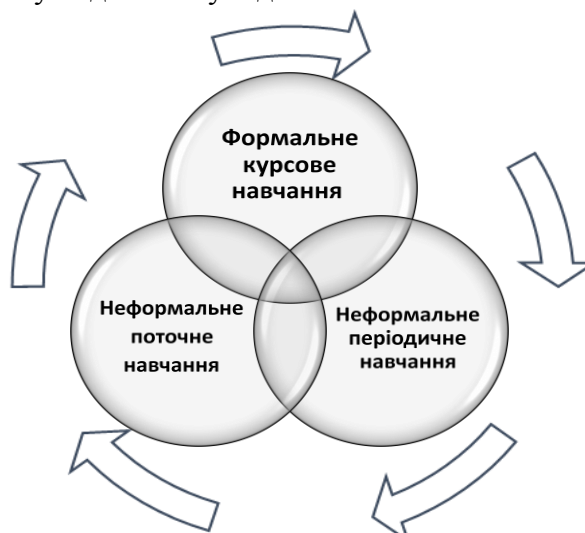 Формальне
курсове
навчання
Неформальне
поточне
навчання
Неформальне
періодичне
навчання